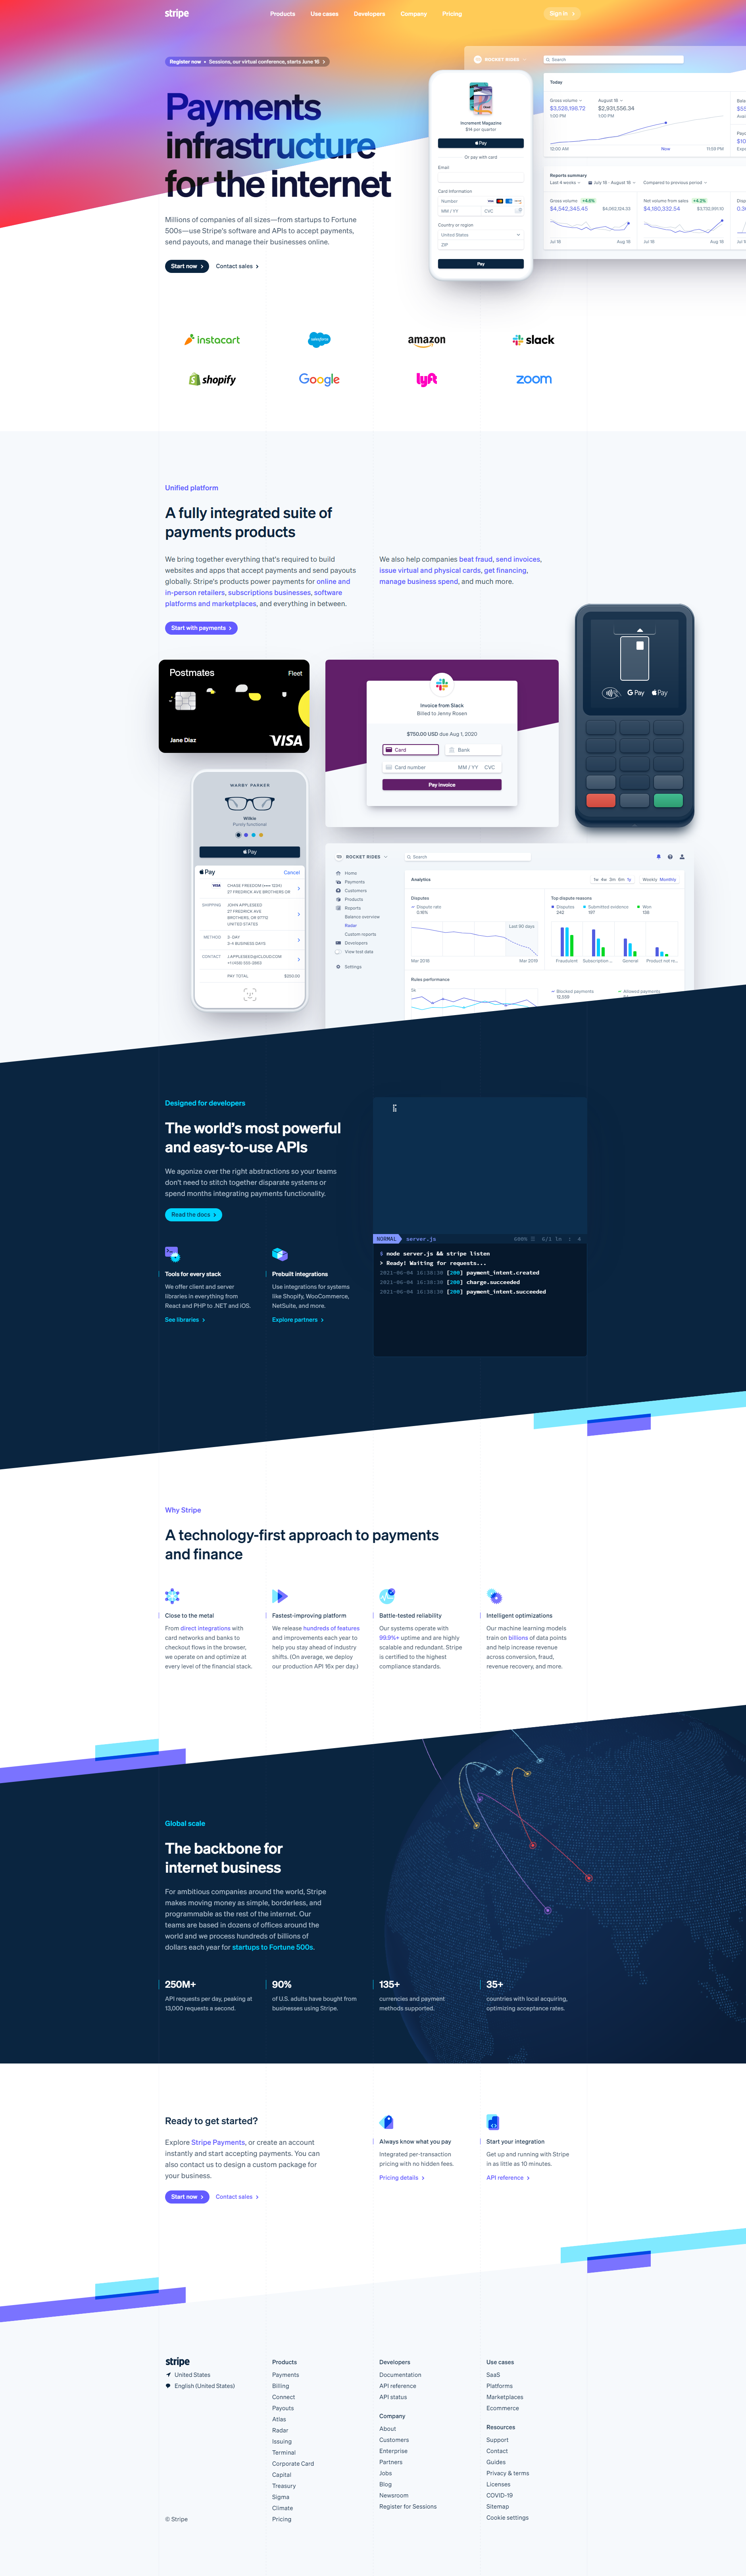 stripe
Products Use cases Developers Company Pricing
Sign in
Register now • Sessions, our virtual conference, starts June 16
Payments
infrastructure
for the internet
Millions of companies of all sizes—from startups to Fortune
500s—use Stripe's software and APIs to accept payments,
send payouts, and manage their businesses online.
Start now
Contact sales
Increment Magazine
$14 per quarter
Pay
Or pay with card
Email
Card information
Number
MM / YY CVC
Country or region
United States
ZIP
Pay
ROCKET RIDES
Search
Today
Gross volume August 18
$3,528,198.72 $2,931,556.34
1:00 PM 1:00 PM
12:00 AM Now 11:59 PM
Reports summary
Last 4 weeks July 18 - August 18 Compared to previous period
Gross volume +4.6%
$4,542,345.45
Jul 18 Aug 18
Net volume from sales +4.2%
$4,180,332.54
Jul 18 Aug 18
instacart
salesforce
amazon
slack
shopify
Google
lyft
zoom
Unified platform
A fully integrated suite of
payments products
We bring together everything that's required to build
websites and apps that accept payments and send payouts
globally. Stripe's products power payments for online and
in-person retailers, subscriptions businesses, software
platforms and marketplaces, and everything in between.
We also help companies beat fraud, send invoices,
issue virtual and physical cards, get financing,
manage business spend, and much more.
Start with payments
Postmates Fleet
Jane Diaz VISA
Invoice from Slack
Billed to Jenny Rosen
$750.00 USD due Aug 1, 2020
Card Bank
Card number MM / YY CVC
Pay Invoice
G Pay Pay
WARBY PARKER
Wilkie
Purely functional
Pay
Pay Cancel
VISA CHASE FREEDOM (•••• 1234)
27 FREDRICK AVE BROTHERS OR
SHIPPING JOHN APPLESEED
27 FREDRICK AVE
BROTHERS, OR 97712
UNITED STATES
METHOD 2-DAY
2-4 BUSINESS DAYS
CONTACT J.APPLESEED@ICLOUD.COM
PAY TOTAL $250.00
ROCKET RIDES
Search
Home
Payments
Customers
Products
Reports
Balance overview
Radar
Custom reports
Developers
View test data
Settings
Analytics
1w 4w 3m 6m 1y Weekly Monthly
Disputes
Dispute rate
0.16%
Last 90 days
Mar 2018 Mar 2019
Top dispute reasons
Disputes Submitted evidence Won
242 197 138
Fraudulent Subscription... General Product not re...
Rules performance
Blocked payments Allowed payments
12,559
Designed for developers
The world's most powerful
and easy-to-use APIs
We agonize over the right abstractions so your teams
don't need to stitch together disparate systems or
spend months integrating payments functionality.
Read the docs
Tools for every stack
We offer client and server
libraries in everything from
React and PHP to .NET and iOS.
See libraries
Prebuilt integrations
Use integrations for systems
like Shopify, WooCommerce,
NetSuite, and more.
Explore partners
NORMAL server.js
$ node server.js && stripe listen
> Ready! Waiting for requests...
2021-06-04 16:38:30 [200] payment_intent.created
2021-06-04 16:38:30 [200] charge.succeeded
2021-06-04 16:38:30 [200] payment_intent.succeeded
Why Stripe
A technology-first approach to payments
and finance
Close to the metal
From direct integrations with
card networks and banks to
checkout flows in the browser,
we operate on and optimize at
every level of the financial stack.
Fastest-improving platform
We release hundreds of features
and improvements each year to
help you stay ahead of industry
shifts. (On average, we deploy
our production API 16x per day.)
Battle-tested reliability
Our systems operate with
99.9%+ uptime and are highly
scalable and redundant. Stripe
is certified to the highest
compliance standards.
Intelligent optimizations
Our machine learning models
train on billions of data points
and help increase revenue
across conversion, fraud,
revenue recovery, and more.
Global scale
The backbone for
internet business
For ambitious companies around the world, Stripe
makes moving money as simple, borderless, and
programmable as the rest of the internet. Our
teams are based in dozens of offices around the
world and we process hundreds of billions of
dollars each year for startups to Fortune 500s.
250M+
API requests per day, peaking at
13,000 requests a second.
90%
of U.S. adults have bought from
businesses using Stripe.
135+
currencies and payment
methods supported.
35+
countries with local acquiring,
optimizing acceptance rates.
Ready to get started?
Explore Stripe Payments, or create an account
instantly and start accepting payments. You can
also contact us to design a custom package for
your business.
Start now
Contact sales
Always know what you pay
Integrated per-transaction
pricing with no hidden fees.
Pricing details
Start your integration
Get up and running with Stripe
in as little as 10 minutes.
API reference
stripe
United States
English (United States)
© Stripe
Products
Payments
Billing
Connect
Payouts
Atlas
Radar
Issuing
Terminal
Corporate Card
Capital
Treasury
Sigma
Climate
Pricing
Developers
Documentation
API reference
API status
Company
About
Customers
Enterprise
Partners
Jobs
Blog
Newsroom
Register for Sessions
Use cases
SaaS
Platforms
Marketplaces
Ecommerce
Resources
Support
Contact
Guides
Privacy & terms
Licenses
COVID-19
Sitemap
Cookie settings